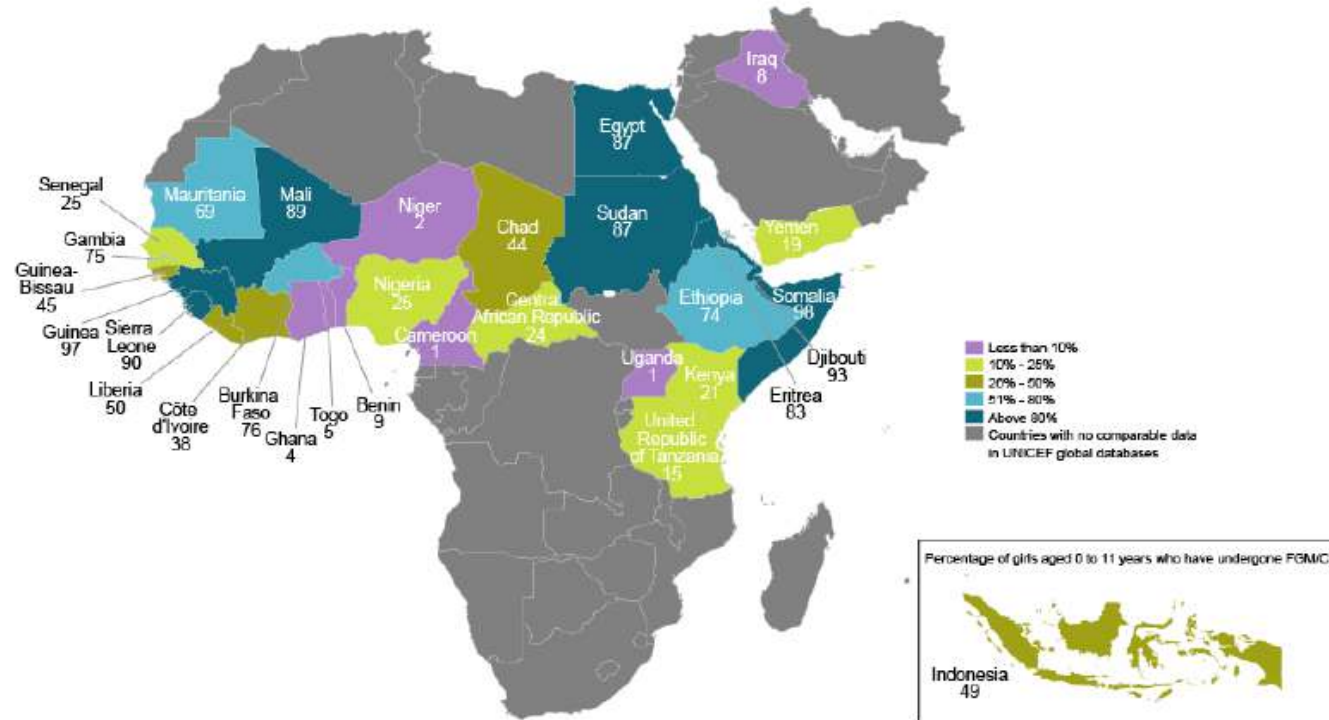 Iraq
8
Egypt
87
Senegal
25
Mauritania
69
Mali
89
Niger
2
Chad
44
Sudan
87
Yemen
19
Gambia
75
Guinea-
Bissau
45
Nigeria
25
Central
African Republic
24
Ethiopia
74
Somalia
98
Guinea
97
Sierra
Leone
90
Cameroon
1
Uganda
1
Kenya
21
Djibouti
93
Eritrea
83
Liberia
50
Côte
d'Ivoire
38
Burkina
Faso
76
Ghana
4
Togo
5
Benin
9
United
Republic
of Tanzania
15
Less than 10%
10% - 25%
26% - 50%
51% - 80%
Above 80%
Countries with no comparable data
in UNICEF global databases
Percentage of girls aged 0 to 11 years who have undergone FGM/C
Indonesia
49